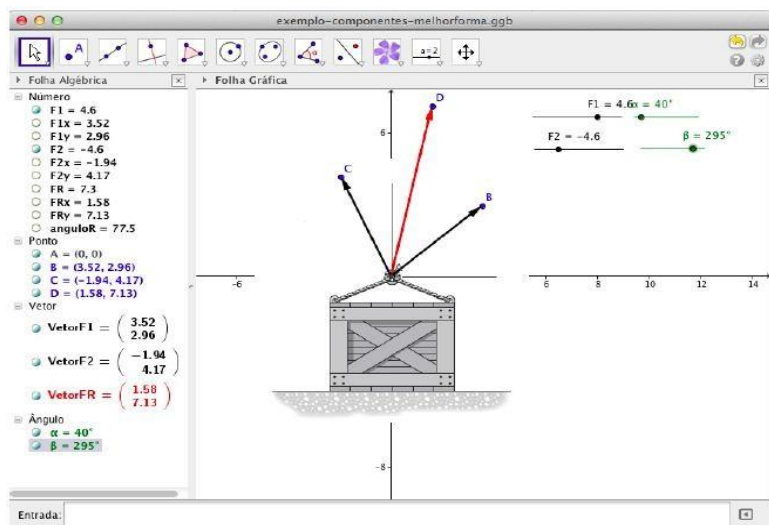 exemplo-componentes-melhorforma.ggb
A
a=2
Folha Algébrica
Número
F1 = 4.6
F1x = 3.52
F1y = 2.96
F2 = -4.6
F2x = -1.94
F2y = 4.17
FR = 7.3
FRx = 1.58
FRy = 7.13
anguloR = 77.5
Ponto
A = (0, 0)
B = (3.52, 2.96)
C = (-1.94, 4.17)
D = (1.58, 7.13)
Vetor
VetorF1 = ( 3.52
2.96 )
VetorF2 = ( -1.94
4.17 )
VetorFR = ( 1.58
7.13 )
Ângulo
α = 40°
β = 295°
Folha Gráfica
D
F1 = 4.6
α = 40°
6
F2 = -4.6
β = 295°
C
B
-6
6 8 10 12 14
-8
Entrada: